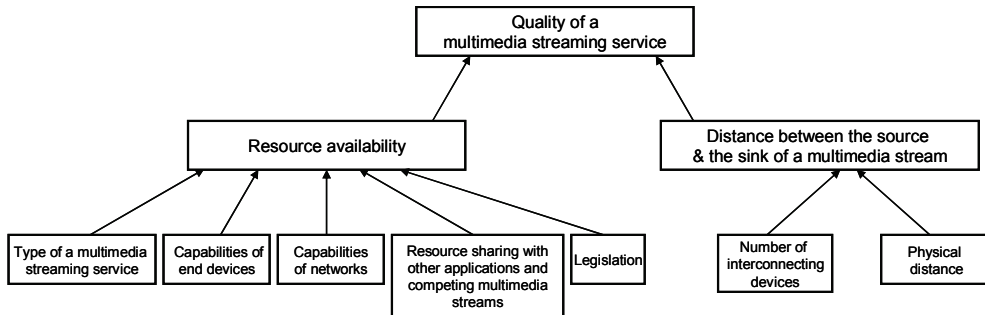 Quality of a
multimedia streaming service
Resource availability
Distance between the source
& the sink of a multimedia stream
Type of a multimedia
streaming service
Capabilities of
end devices
Capabilities
of networks
Resource sharing with
other applications and
competing multimedia
streams
Legislation
Number of
interconnecting
devices
Physical
distance